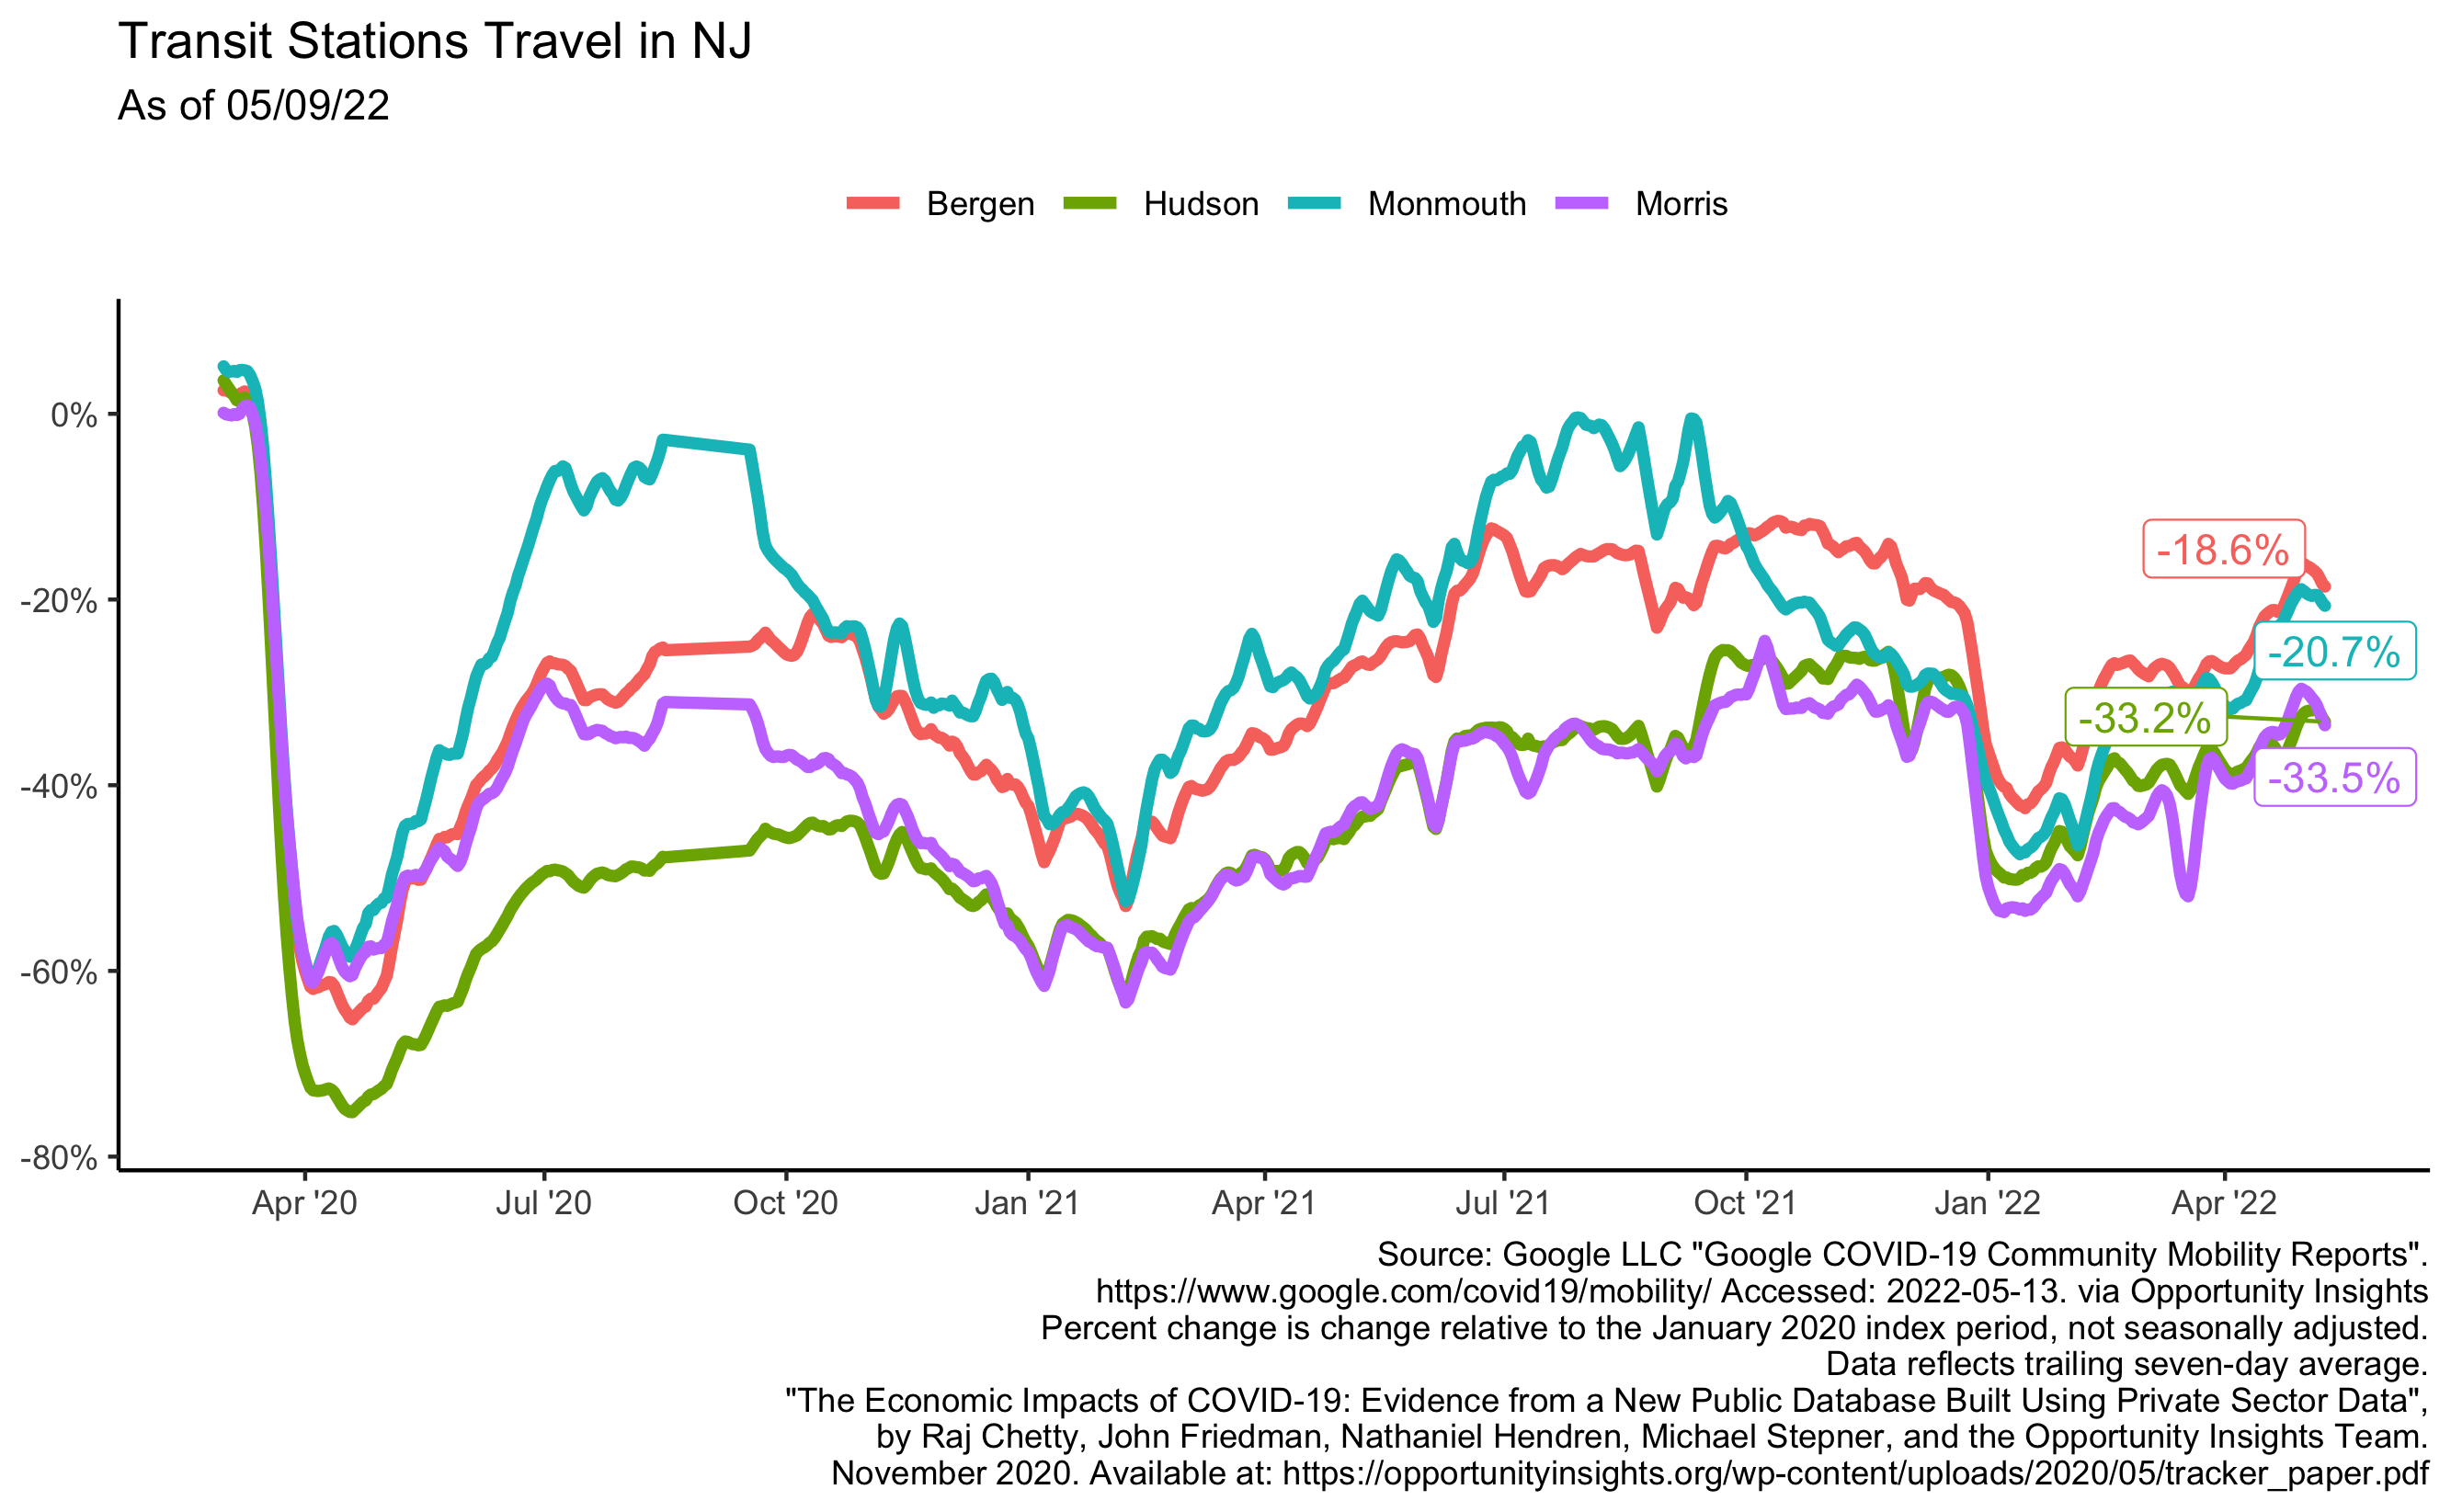 Transit Stations Travel in NJ
As of 05/09/22
Bergen Hudson Monmouth Morris
0%
-20%
-40%
-60%
-80%
-18.6%
-20.7%
-33.2%
-33.5%
Apr '20 Jul '20 Oct '20 Jan '21 Apr '21 Jul '21 Oct '21 Jan '22 Apr '22
Source: Google LLC "Google COVID-19 Community Mobility Reports".
https://www.google.com/covid19/mobility/ Accessed: 2022-05-13. via Opportunity Insights
Percent change is change relative to the January 2020 index period, not seasonally adjusted.
Data reflects trailing seven-day average.
"The Economic Impacts of COVID-19: Evidence from a New Public Database Built Using Private Sector Data",
by Raj Chetty, John Friedman, Nathaniel Hendren, Michael Stepner, and the Opportunity Insights Team.
November 2020. Available at: https://opportunityinsights.org/wp-content/uploads/2020/05/tracker_paper.pdf